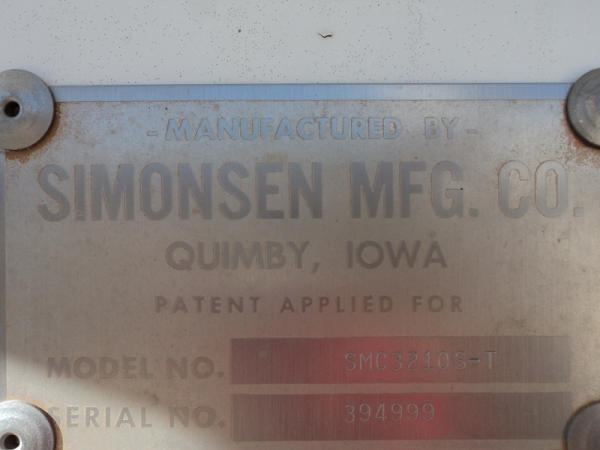 - MANUFACTURED BY -
SIMONSEN MFG. CO.
QUIMBY, IOWA
PATENT APPLIED FOR
MODEL NO. SMC3210S-T
SERIAL NO. 394999